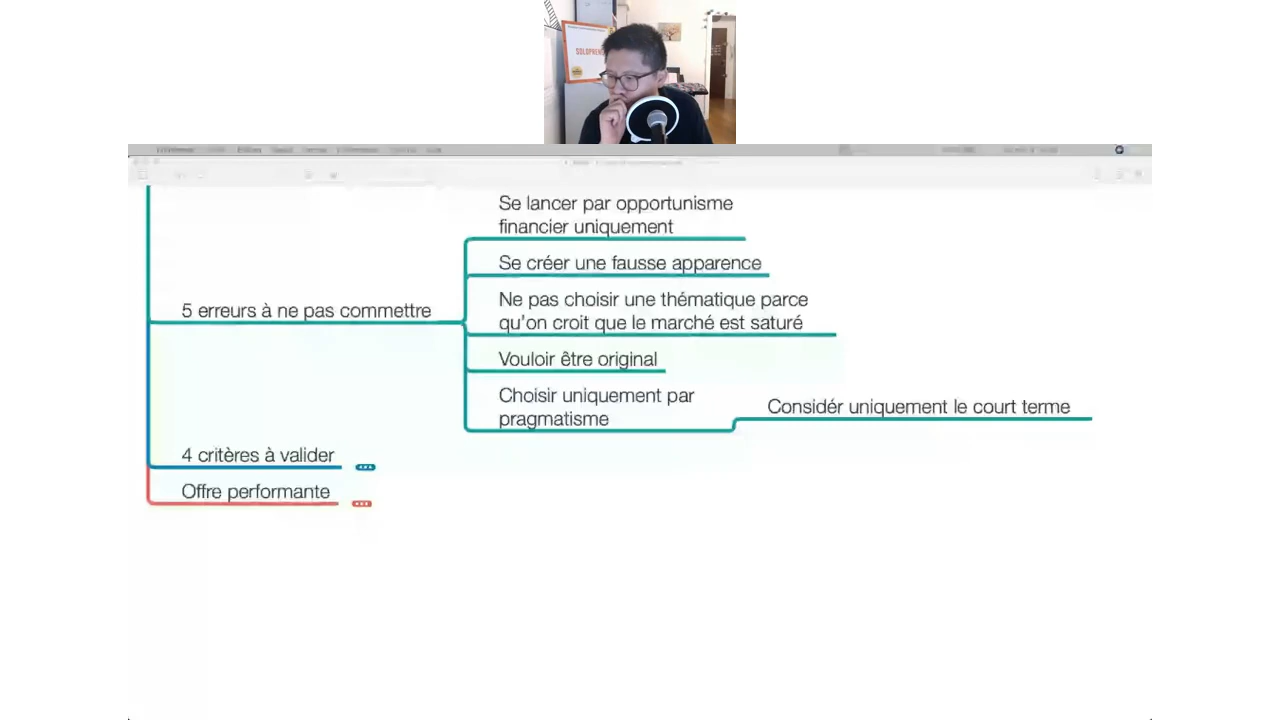 SOLOPREN
Se lancer par opportunisme
financier uniquement
Se créer une fausse apparence
Ne pas choisir une thématique parce
qu'on croit que le marché est saturé
5 erreurs à ne pas commettre
Vouloir être original
Choisir uniquement par
pragmatisme
Considér uniquement le court terme
4 critères à valider
Offre performante